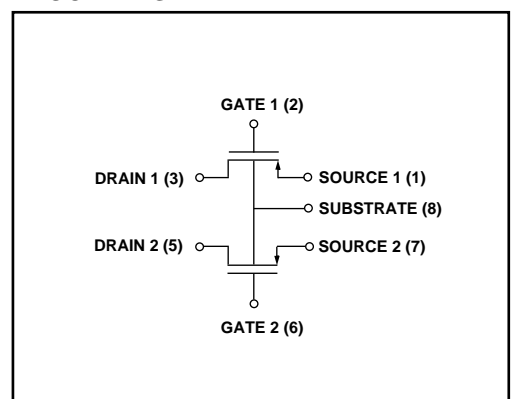 GATE 1 (2)
DRAIN 1 (3)
SOURCE 1 (1)
SUBSTRATE (8)
DRAIN 2 (5)
SOURCE 2 (7)
GATE 2 (6)